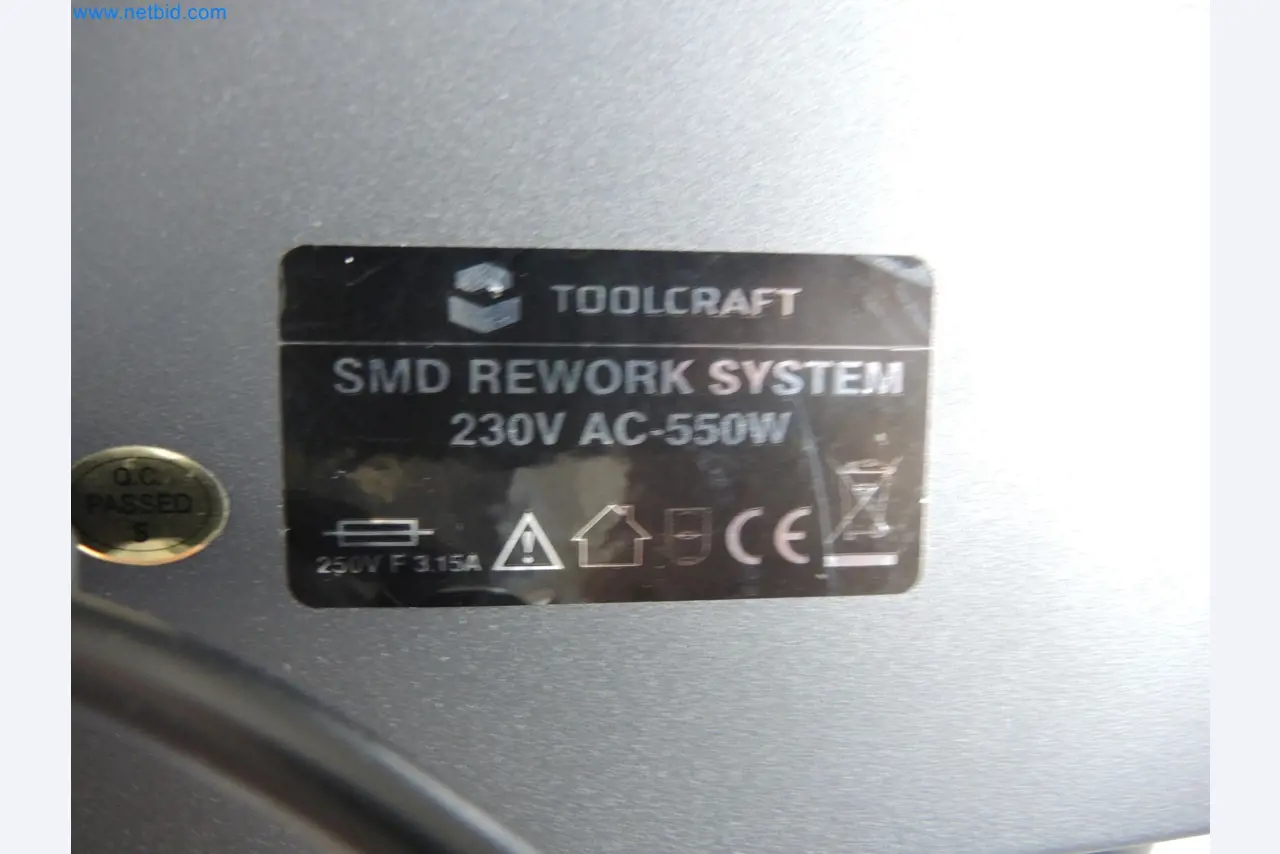 www.netbid.com
TOOLCRAFT
SMD REWORK SYSTEM
230V AC-550W
Q.C.
PASSED
5
250V F 3.15A
CE